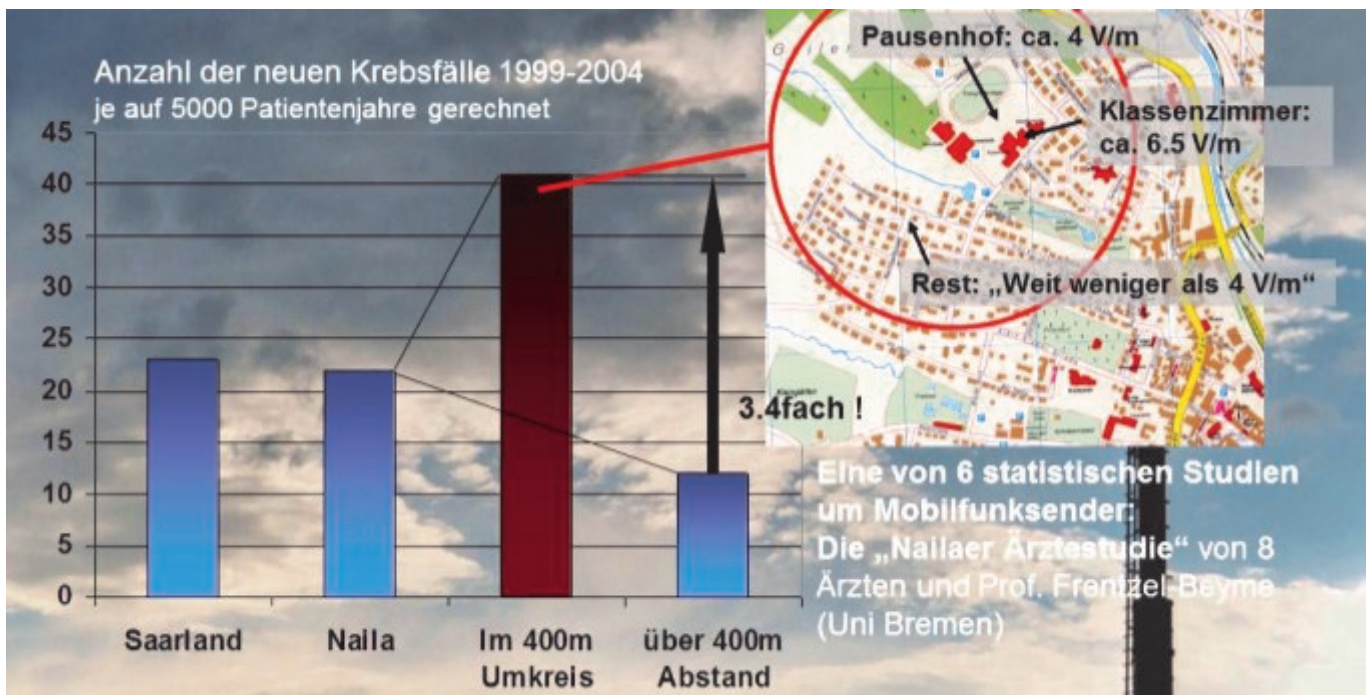 Anzahl der neuen Krebsfälle 1999-2004
je auf 5000 Patientenjahre gerechnet
45
40
35
30
25
20
15
10
5
0
Saarland
Naila
Im 400m
Umkreis
über 400m
Abstand
3.4fach !
Pausenhof: ca. 4 V/m
Klassenzimmer:
ca. 6.5 V/m
Rest: „Weit weniger als 4 V/m“
Eine von 6 statistischen Studien
um Mobilfunksender:
Die „Nailaer Ärztestudie“ von 8
Ärzten und Prof. Frentzel-Beyme
(Uni Bremen)